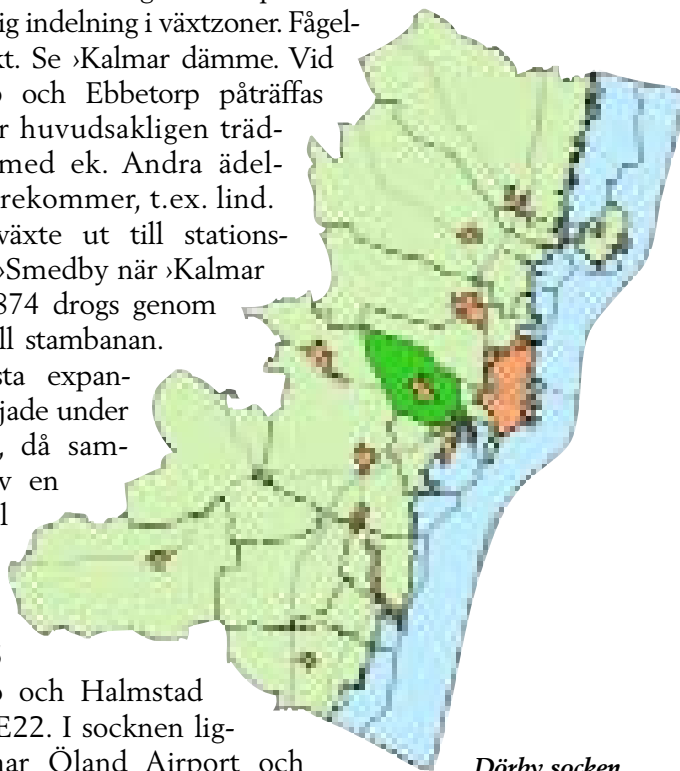 ig indelning i växtzoner. Fågel-
kt. Se ›Kalmar dämme. Vid
och Ebbetorp påträffas
r huvudsakligen träd-
med ek. Andra ädel-
rekommer, t.ex. lind.
växte ut till stations-
›Smedby när ›Kalmar
874 drogs genom
ll stambanan.
sta expan-
jade under
, då sam-
v en
l
o och Halmstad
E22. I socknen lig-
mar Öland Airport och
Dörby socken